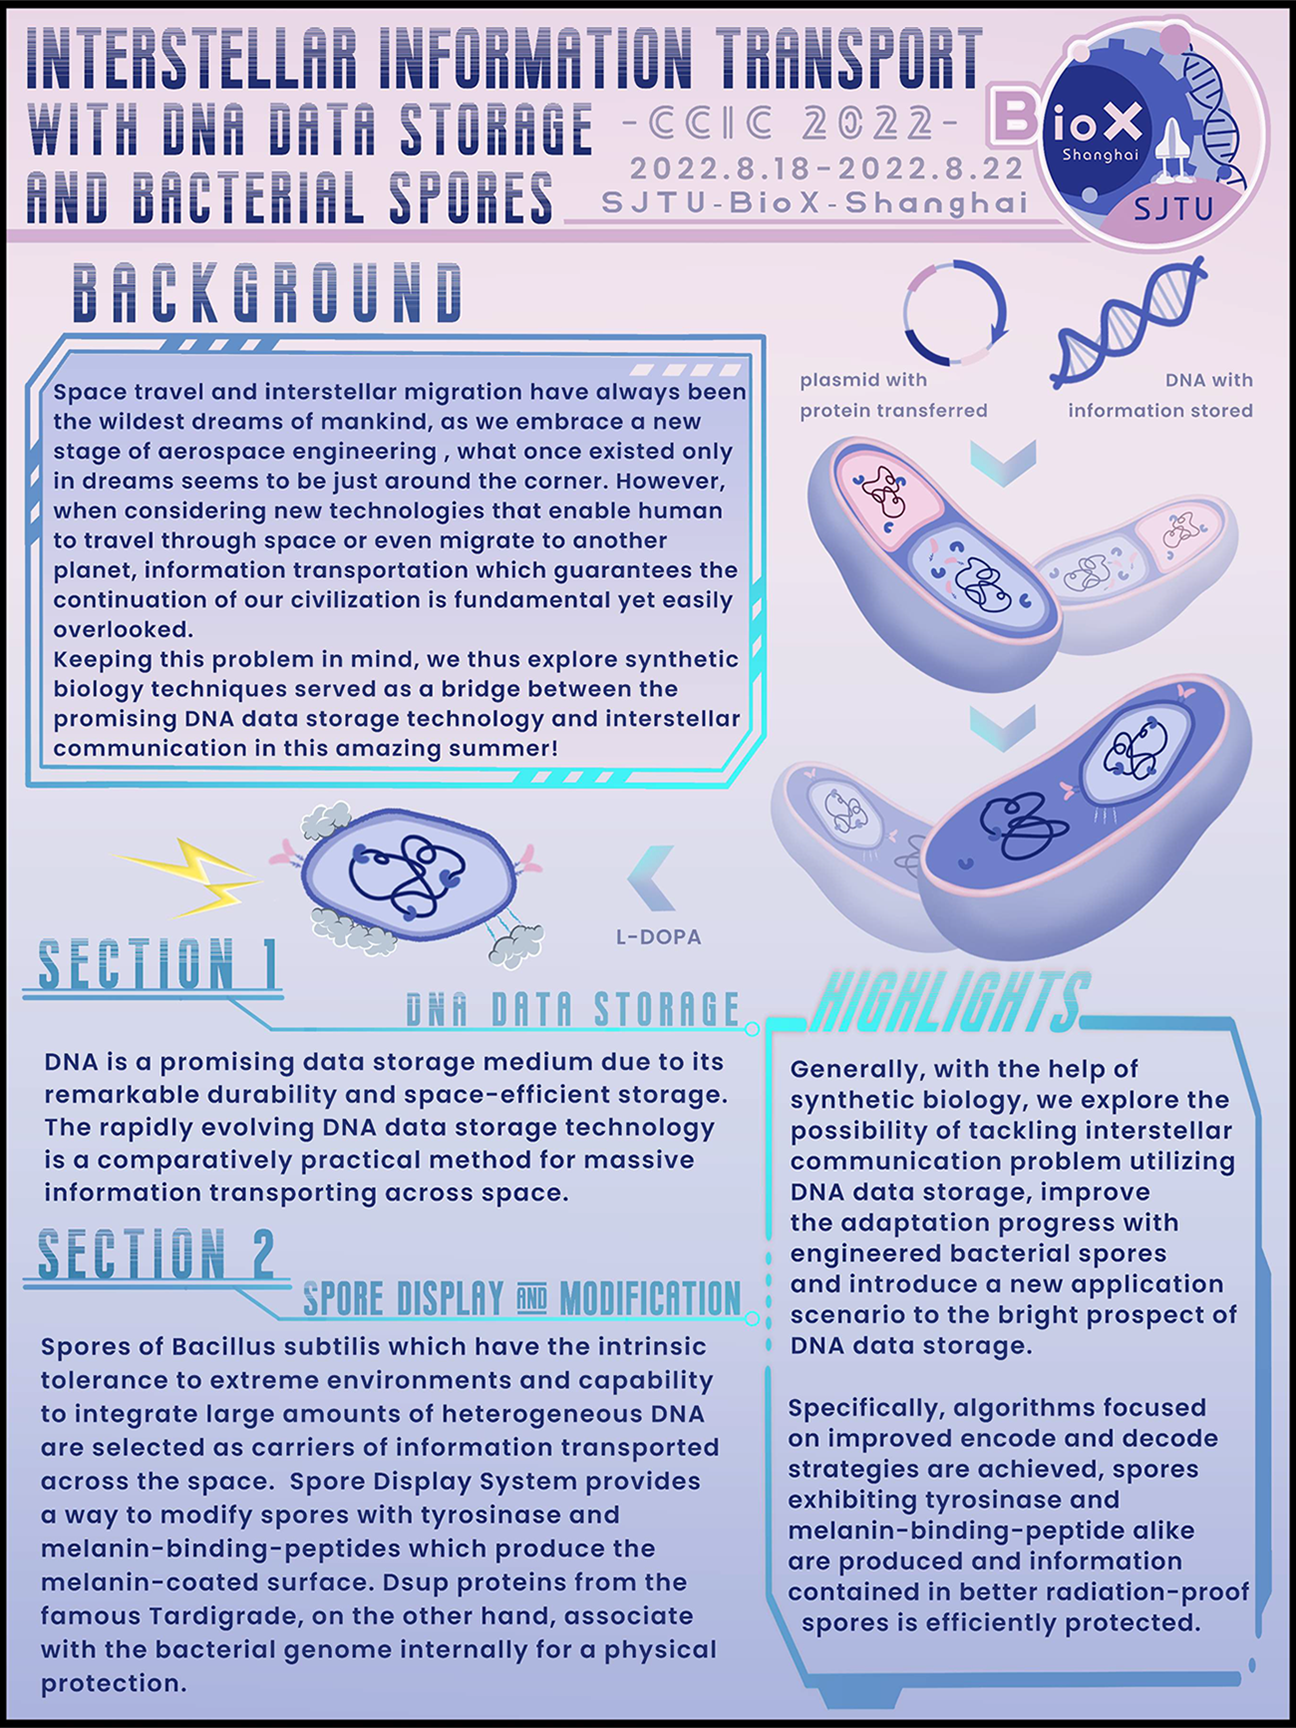 INTERSTELLAR INFORMATION TRANSPORT
WITH DNA DATA STORAGE
AND BACTERIAL SPORES
-CCIC 2022-
2022.8.18-2022.8.22
SJTU-BioX-Shanghai
BioX
Shanghai
SJTU
BACKGROUND
Space travel and interstellar migration have always been
the wildest dreams of mankind, as we embrace a new
stage of aerospace engineering , what once existed only
in dreams seems to be just around the corner. However,
when considering new technologies that enable human
to travel through space or even migrate to another
planet, information transportation which guarantees the
continuation of our civilization is fundamental yet easily
overlooked.
Keeping this problem in mind, we thus explore synthetic
biology techniques served as a bridge between the
promising DNA data storage technology and interstellar
communication in this amazing summer!
plasmid with
protein transferred
DNA with
information stored
L-DOPA
SECTION 1
DNA DATA STORAGE
DNA is a promising data storage medium due to its
remarkable durability and space-efficient storage.
The rapidly evolving DNA data storage technology
is a comparatively practical method for massive
information transporting across space.
SECTION 2
SPORE DISPLAY AND MODIFICATION
Spores of Bacillus subtilis which have the intrinsic
tolerance to extreme environments and capability
to integrate large amounts of heterogeneous DNA
are selected as carriers of information transported
across the space.  Spore Display System provides
a way to modify spores with tyrosinase and
melanin-binding-peptides which produce the
melanin-coated surface. Dsup proteins from the
famous Tardigrade, on the other hand, associate
with the bacterial genome internally for a physical
protection.
HIGHLIGHTS
Generally, with the help of
synthetic biology, we explore the
possibility of tackling interstellar
communication problem utilizing
DNA data storage, improve
the adaptation progress with
engineered bacterial spores
and introduce a new application
scenario to the bright prospect of
DNA data storage.
Specifically, algorithms focused
on improved encode and decode
strategies are achieved, spores
exhibiting tyrosinase and
melanin-binding-peptide alike
are produced and information
contained in better radiation-proof
spores is efficiently protected.